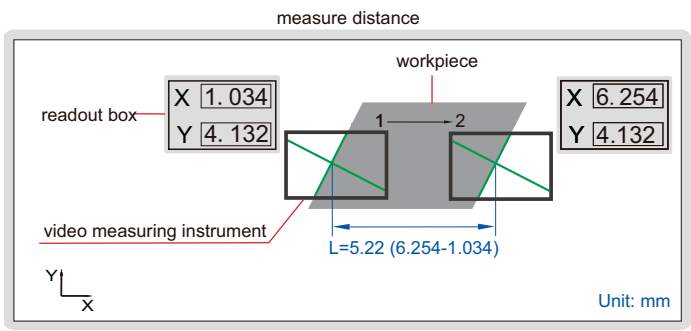 measure distance
workpiece
X 1.034
Y 4.132
X 6.254
Y 4.132
readout box
1
2
video measuring instrument
L=5.22 (6.254-1.034)
Y
X
Unit: mm